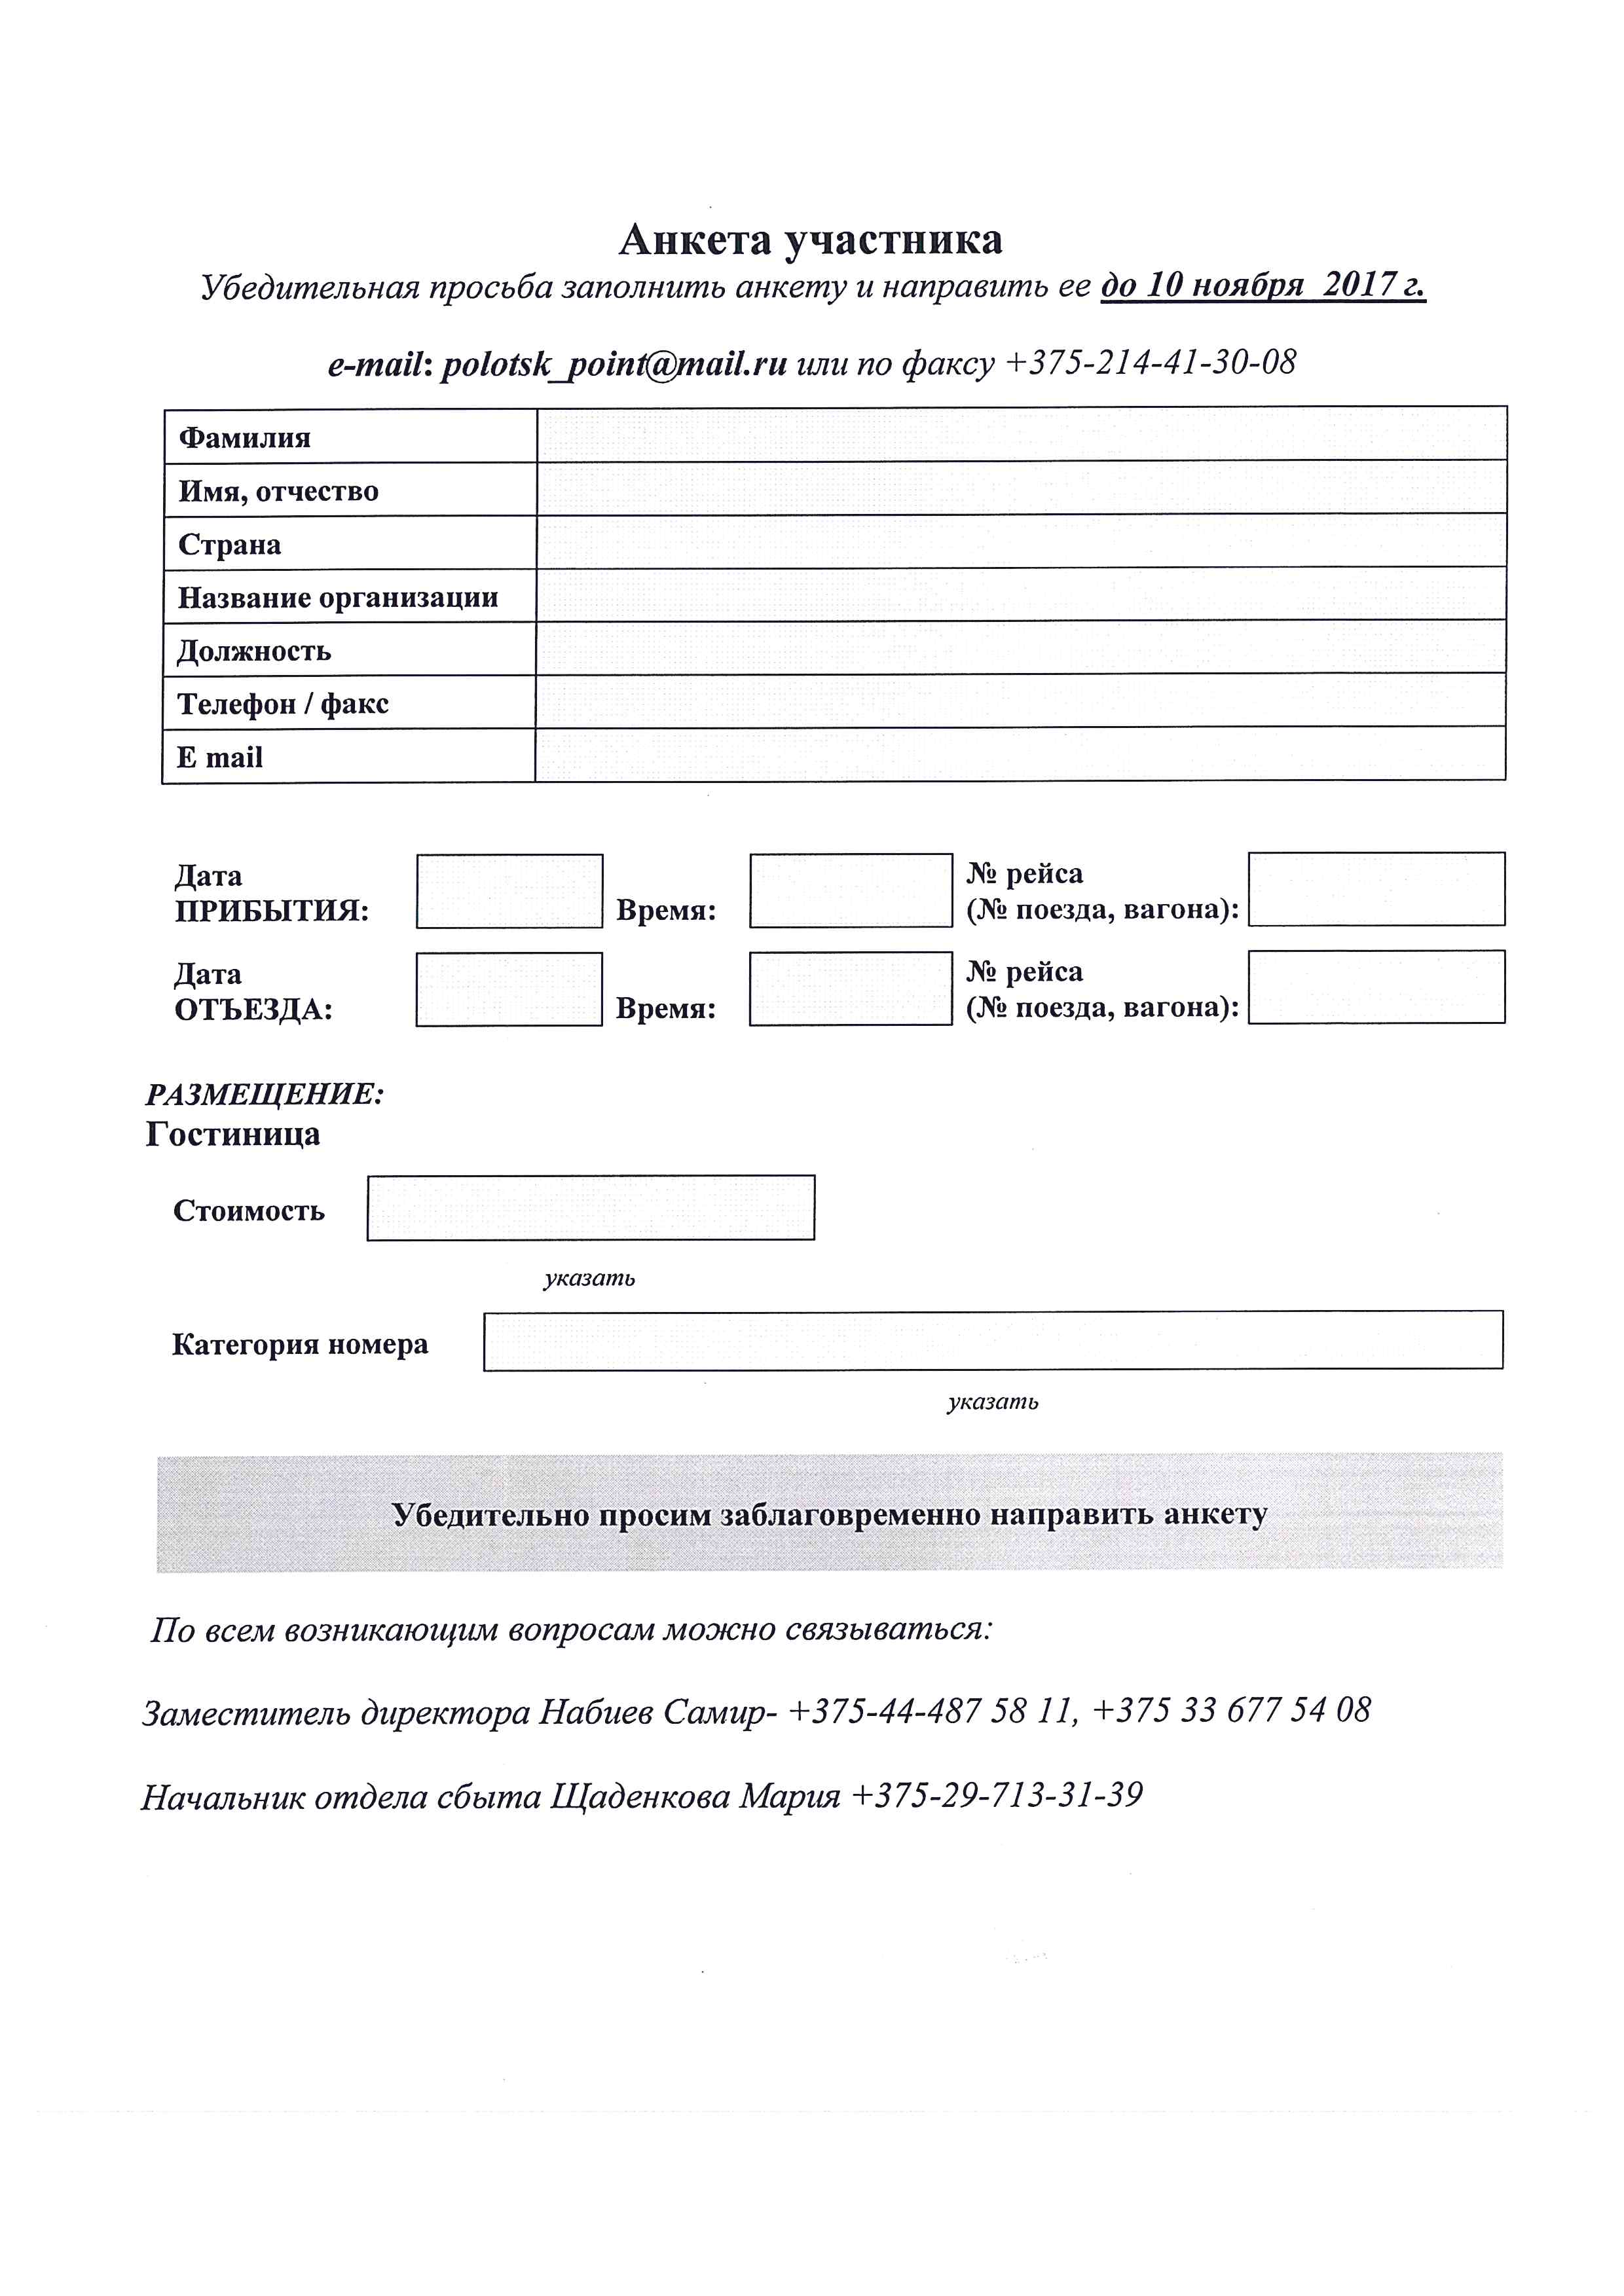 Анкета участника
Убедительная просьба заполнить анкету и направить ее до 10 ноября 2017 г.
e-mail: polotsk_point@mail.ru или по факсу +375-214-41-30-08
Фамилия
Имя, отчество
Страна
Название организации
Должность
Телефон / факс
E mail
Дата
ПРИБЫТИЯ:
Время:
№ рейса
(№ поезда, вагона):
Дата
ОТЪЕЗДА:
Время:
№ рейса
(№ поезда, вагона):
РАЗМЕЩЕНИЕ:
Гостиница
Стоимость
указать
Категория номера
указать
Убедительно просим заблаговременно направить анкету
По всем возникающим вопросам можно связываться:
Заместитель директора Набиев Самир- +375-44-487 58 11, +375 33 677 54 08
Начальник отдела сбыта Щаденкова Мария +375-29-713-31-39